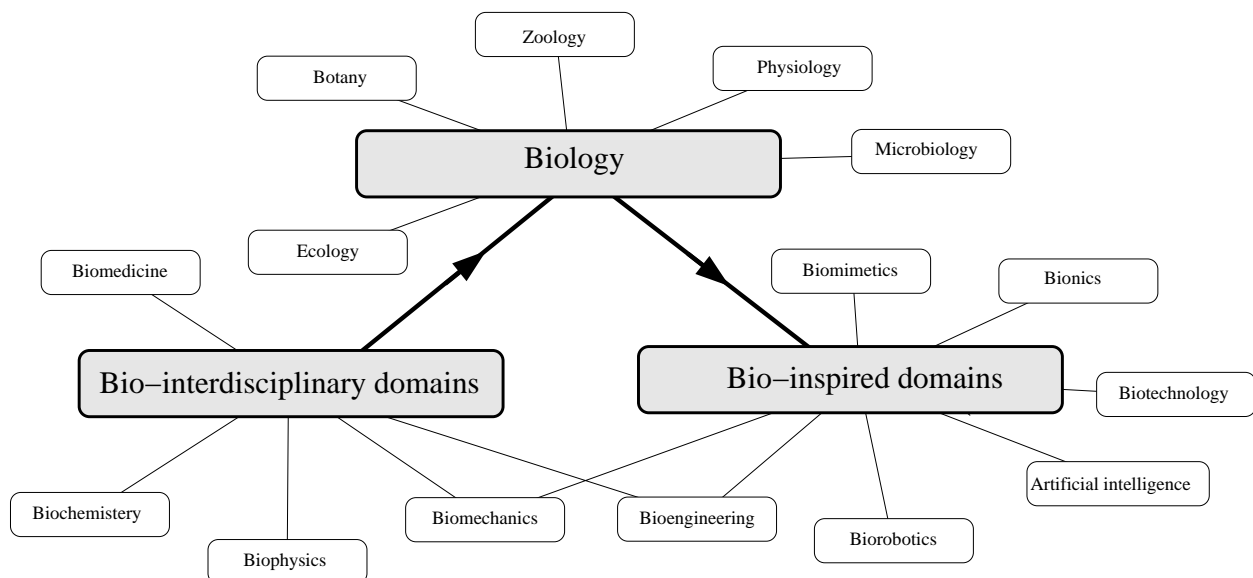 Zoology
Botany
Physiology
Biology
Microbiology
Ecology
Biomedicine
Biomimetics
Bionics
Bio–interdisciplinary domains
Bio–inspired domains
Biotechnology
Artificial intelligence
Biochemistery
Biomechanics
Bioengineering
Biorobotics
Biophysics